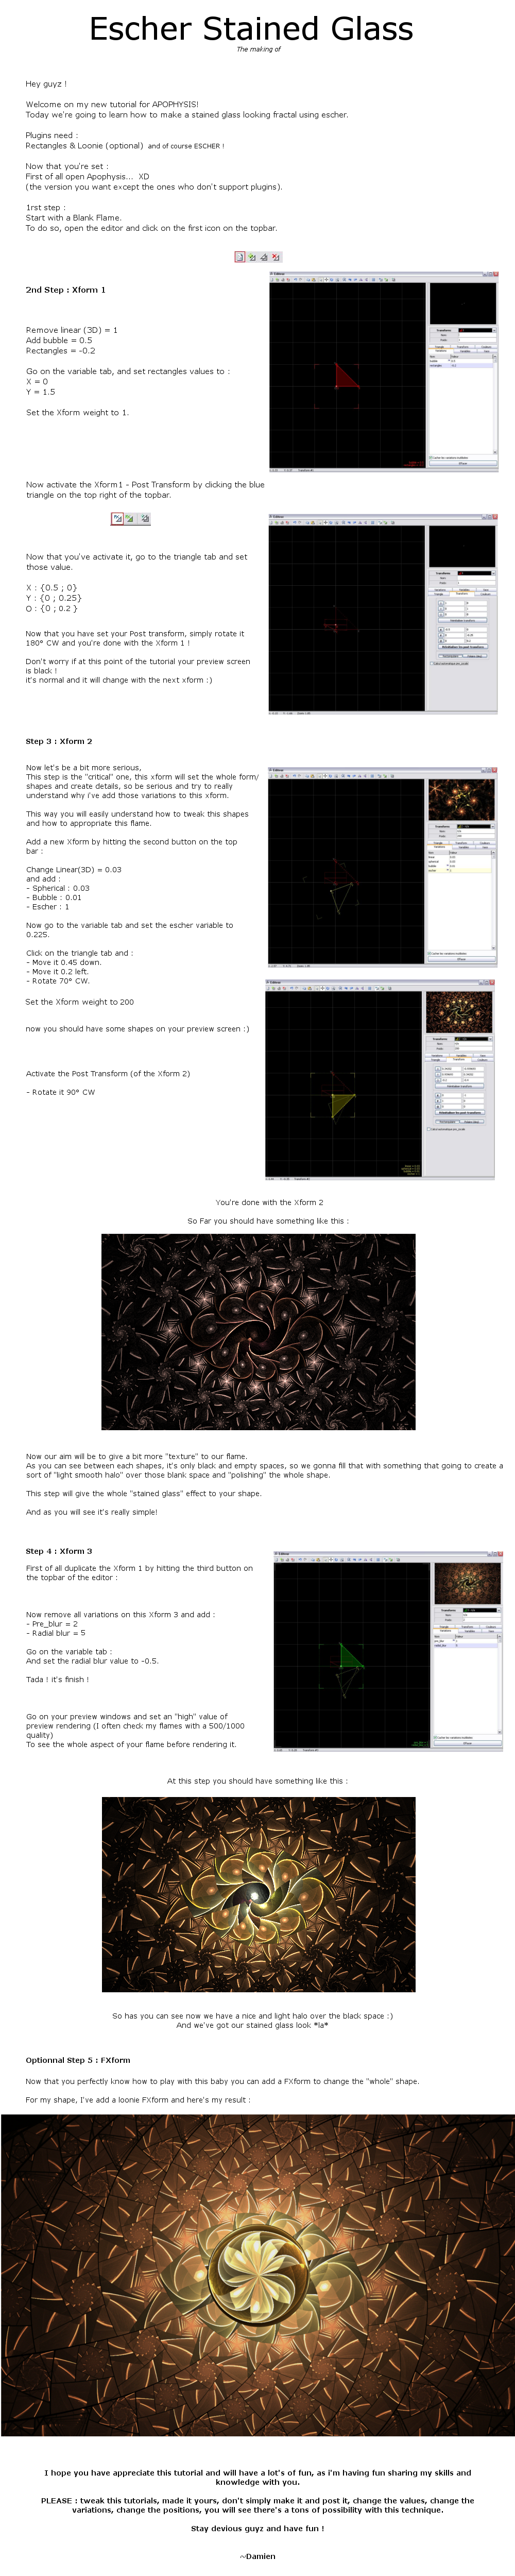 Escher Stained Glass
The making of
Hey guyz !
Welcome on my new tutorial for APOPHYSIS!
Today we're going to learn how to make a stained glass looking fractal using escher.
Plugins need :
Rectangles & Loonie (optional) and of course ESCHER !
Now that you're set :
First of all open Apophysis... XD
(the version you want except the ones who don't support plugins).
1rst step :
Start with a Blank Flame.
To do so, open the editor and click on the first icon on the topbar.
2nd Step : Xform 1
Remove linear (3D) = 1
Add bubble = 0.5
Rectangles = -0.2
Go on the variable tab, and set rectangles values to :
X = 0
Y = 1.5
Set the Xform weight to 1.
Now activate the Xform1 - Post Transform by clicking the blue
triangle on the top right of the topbar.
Now that you've activate it, go to the triangle tab and set
those value.
X : {0.5 ; 0}
Y : {0 ; 0.25}
O : {0 ; 0.2 }
Now that you have set your Post transform, simply rotate it
180° CW and you're done with the Xform 1 !
Don't worry if at this point of the tutorial your preview screen
is black !
it's normal and it will change with the next xform :)
Step 3 : Xform 2
Now let's be a bit more serious,
This step is the "critical" one, this xform will set the whole form/
shapes and create details, so be serious and try to really
understand why i've add those variations to this xform.
This way you will easily understand how to tweak this shapes
and how to appropriate this flame.
Add a new Xform by hitting the second button on the top
bar :
Change Linear(3D) = 0.03
and add :
- Spherical : 0.03
- Bubble : 0.01
- Escher : 1
Now go to the variable tab and set the escher variable to
0.225.
Click on the triangle tab and :
- Move it 0.45 down.
- Move it 0.2 left.
- Rotate 70° CW.
Set the Xform weight to 200
now you should have some shapes on your preview screen :)
Activate the Post Transform (of the Xform 2)
- Rotate it 90° CW
You're done with the Xform 2
So Far you should have something like this :
Now our aim will be to give a bit more "texture" to our flame.
As you can see between each shapes, it's only black and empty spaces, so we gonna fill that with something that going to create a
sort of "light smooth halo" over those blank space and "polishing" the whole shape.
This step will give the whole "stained glass" effect to your shape.
And as you will see it's really simple!
Step 4 : Xform 3
First of all duplicate the Xform 1 by hitting the third button on
the topbar of the editor :
Now remove all variations on this Xform 3 and add :
- Pre_blur = 2
- Radial blur = 5
Go on the variable tab :
And set the radial blur value to -0.5.
Tada ! it's finish !
Go on your preview windows and set an "high" value of
preview rendering (I often check my flames with a 500/1000
quality)
To see the whole aspect of your flame before rendering it.
At this step you should have something like this :
So has you can see now we have a nice and light halo over the black space :)
And we've got our stained glass look *la*
Optionnal Step 5 : FXform
Now that you perfectly know how to play with this baby you can add a FXform to change the "whole" shape.
For my shape, I've add a loonie FXform and here's my result :
I hope you have appreciate this tutorial and will have a lot's of fun, as i'm having fun sharing my skills and
knowledge with you.
PLEASE : tweak this tutorials, made it yours, don't simply make it and post it, change the values, change the
variations, change the positions, you will see there's a tons of possibility with this technique.
Stay devious guyz and have fun !
~Damien